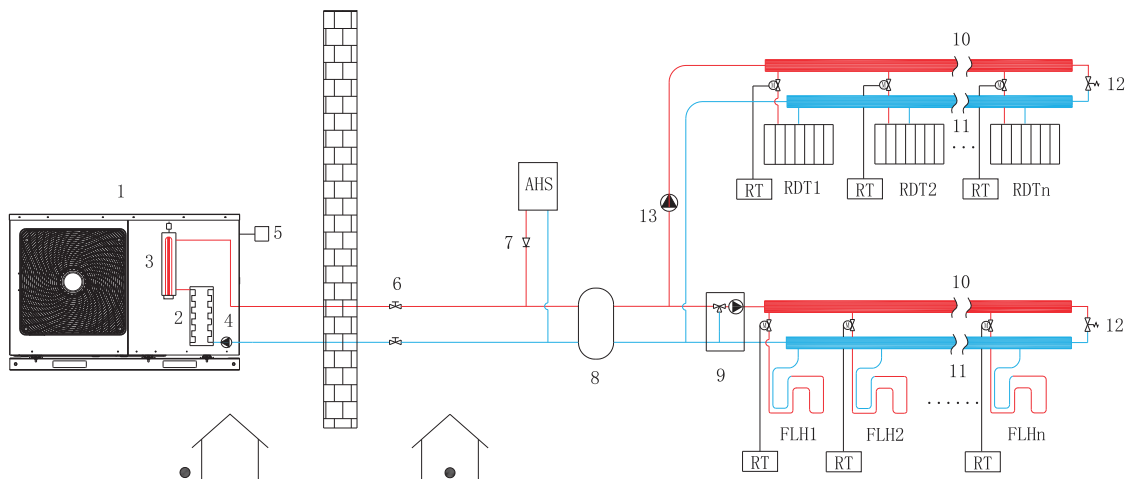 10
12
11
RT
RDT1
RT
RDT2
RT
RDTn
. . .
AHS
13
1
5
3
7
6
2
4
10
12
8
9
11
......
FLH1
FLH2
FLHn
RT
RT
RT